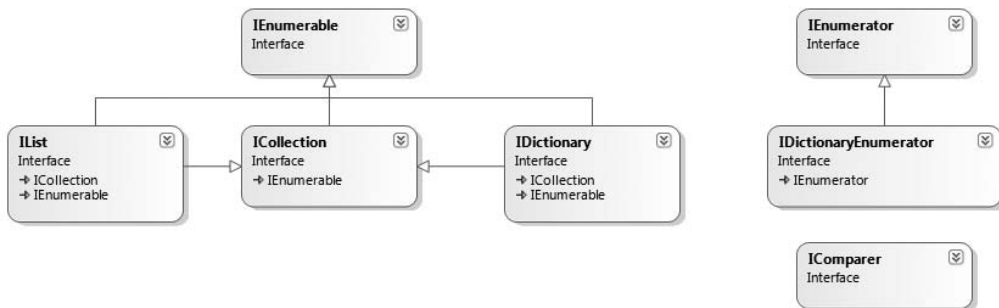 IEnumerable
Interface
IEnumerator
Interface
IList
Interface
ICollection
IEnumerable
ICollection
Interface
IEnumerable
IDictionary
Interface
ICollection
IEnumerable
IDictionaryEnumerator
Interface
IEnumerator
IComparer
Interface